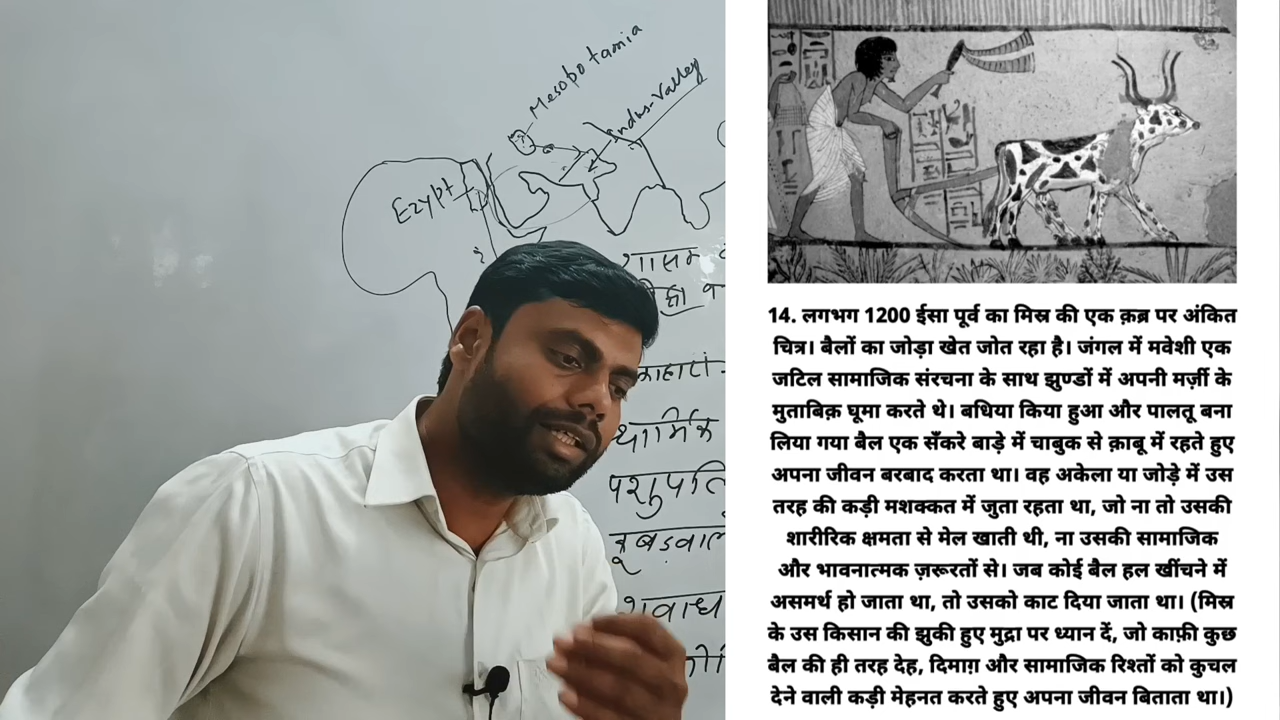 Mesopotamia
Indus-Valley
Egypt
शासन
धार्मिक
पशुपति
14. लगभग 1200 ईसा पूर्व का मिस्र की एक क़ब्र पर अंकित
चित्र। बैलों का जोड़ा खेत जोत रहा है। जंगल में मवेशी एक
जटिल सामाजिक संरचना के साथ झुण्डों में अपनी मर्ज़ी के
मुताबिक़ घूमा करते थे। बधिया किया हुआ और पालतू बना
लिया गया बैल एक सँकरे बाड़े में चाबुक से क़ाबू में रहते हुए
अपना जीवन बरबाद करता था। वह अकेला या जोड़े में उस
तरह की कड़ी मशक्कत में जुता रहता था, जो ना तो उसकी
शारीरिक क्षमता से मेल खाती थी, ना उसकी सामाजिक
और भावनात्मक ज़रूरतों से। जब कोई बैल हल खींचने में
असमर्थ हो जाता था, तो उसको काट दिया जाता था। (मिस्र
के उस किसान की झुकी हुए मुद्रा पर ध्यान दें, जो काफ़ी कुछ
बैल की ही तरह देह, दिमाग़ और सामाजिक रिश्तों को कुचल
देने वाली कड़ी मेहनत करते हुए अपना जीवन बिताता था।)